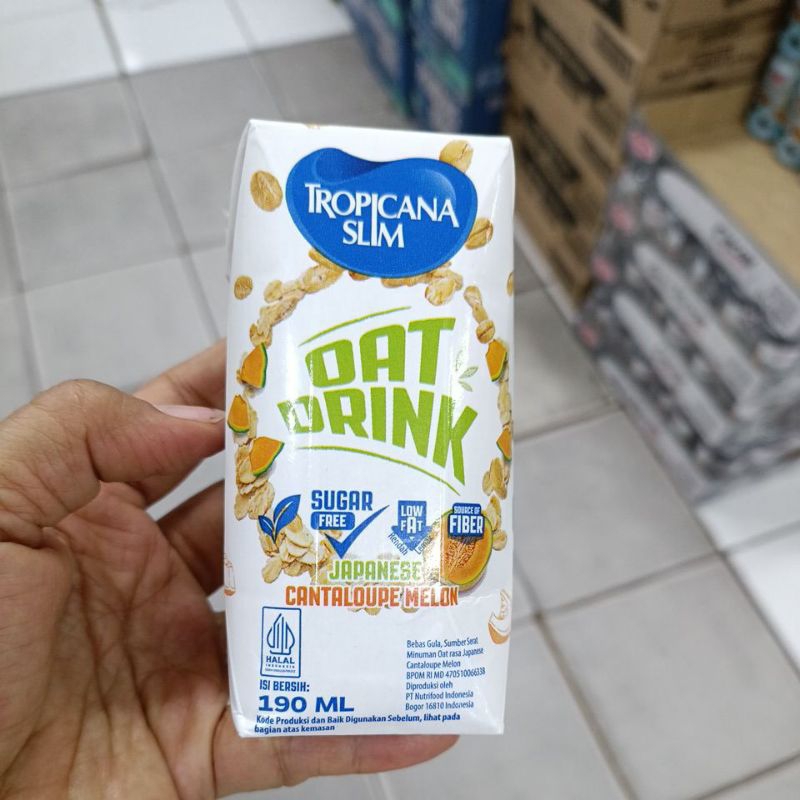 TROPICANA
SLIM
OAT
DRINK
SUGAR
FREE
LOW
FAT
Rendah Lemak
SOURCE OF
FIBER
JAPANESE
CANTALOUPE MELON
HALAL
INDONESIA
ISI BERSIH:
190 ML
Kode Produksi dan Baik Digunakan Sebelum, lihat pada
bagian atas kemasan
Bebas Gula, Sumber Serat
Minuman Oat rasa Japanese
Cantaloupe Melon
BPOM RI MD 470510066338
Diproduksi oleh
PT Nutrifood Indonesia
Bogor 16810 Indonesia